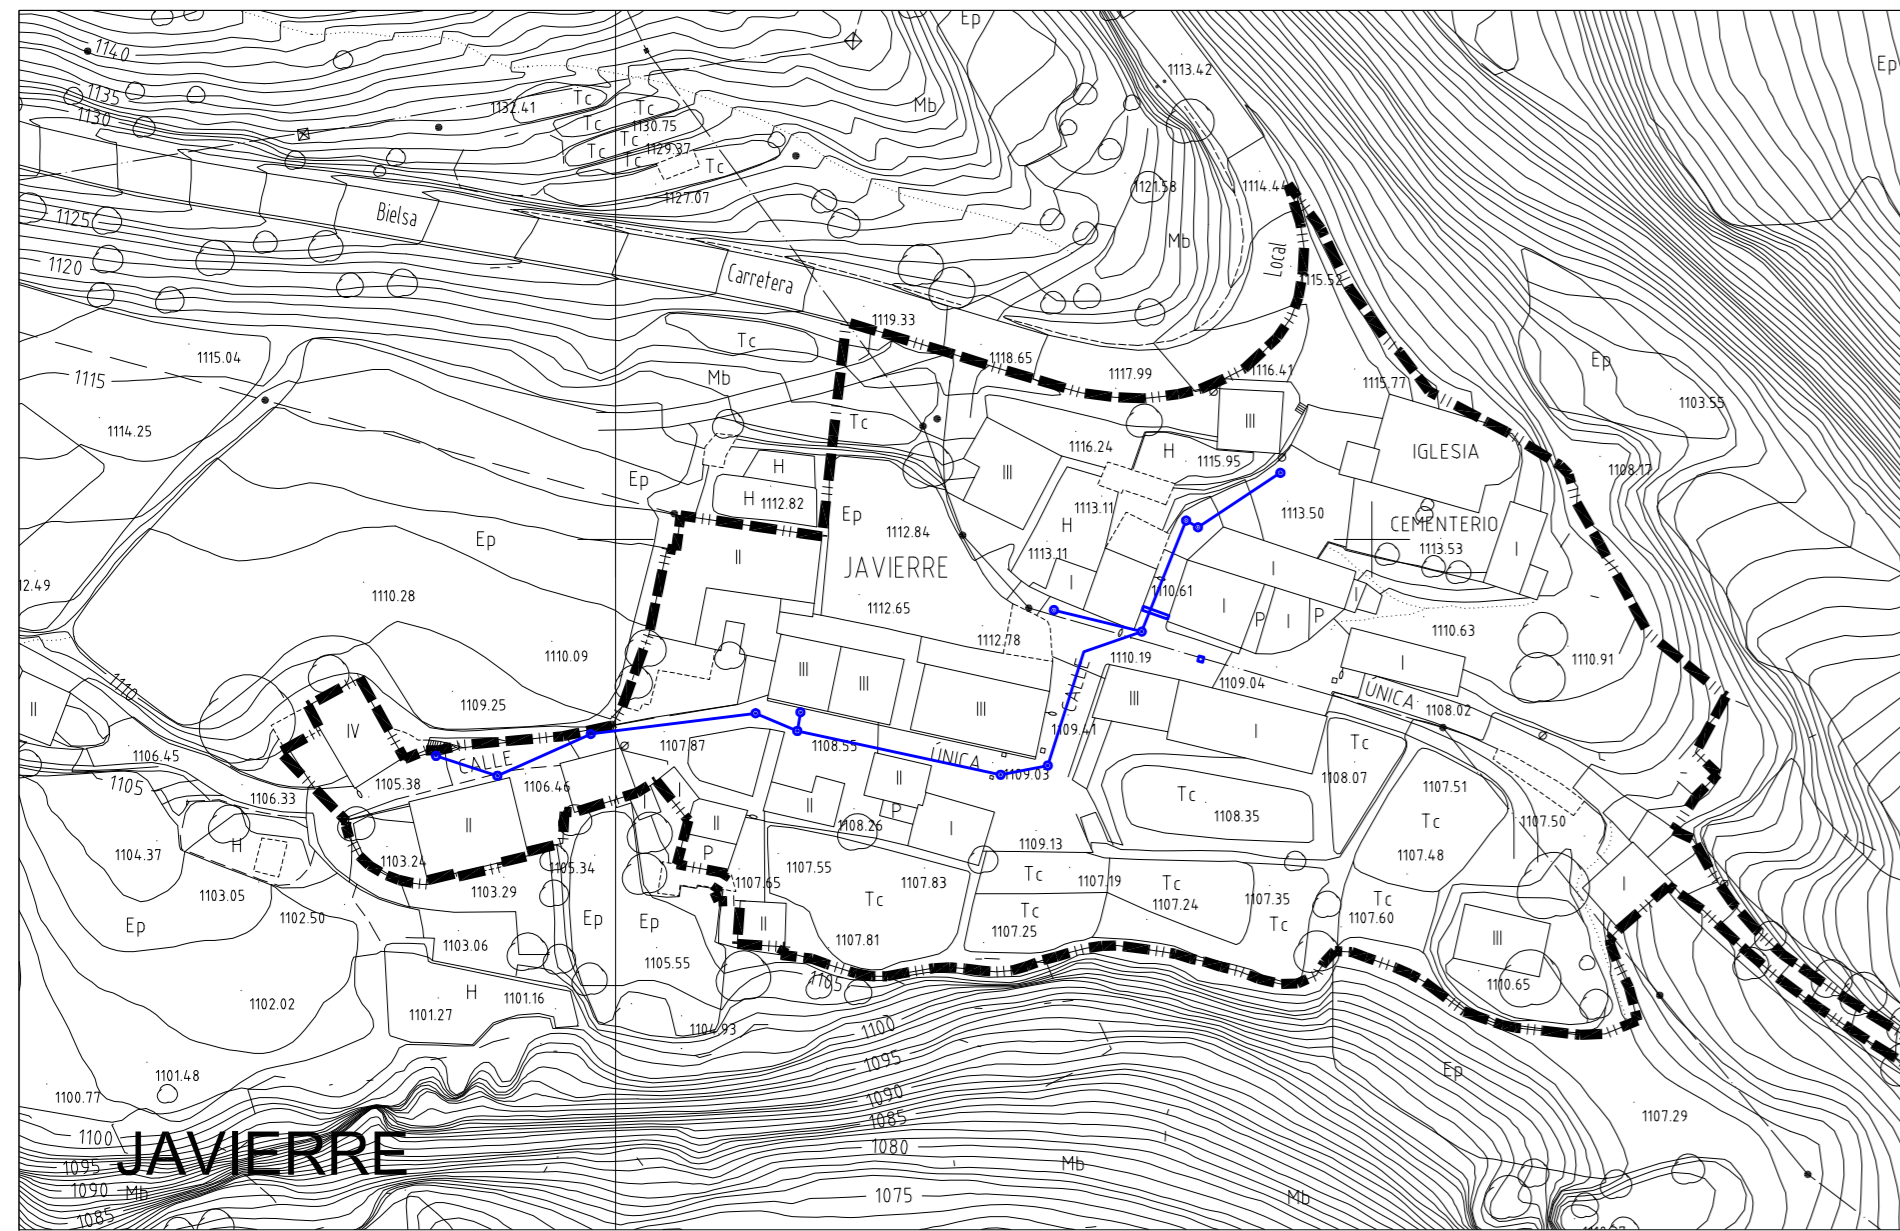 Ep
1140
1113.42
Ep
1135
1132.41
Tc
Tc
Mb
1130
Tc
1130.75
Tc
1129.37
Tc
Tc
Tc
1127.07
1121.58
1114.44
1125
Bielsa
Mb
1120
Carretera
Local
1115.52
1119.33
Tc
1115.04
1118.65
1117.99
1116.41
Ep
1115
Mb
1115.77
1103.55
1114.25
Tc
III
1116.24
H
1115.95
IGLESIA
H
III
1108.17
Ep
H
1112.82
Ep
1113.11
1113.50
CEMENTERIO
1112.84
H
Ep
II
1113.11
1113.53
I
JAVIERRE
12.49
I
1110.61
1110.28
1112.65
I
I
P
I
P
I
1112.78
1110.63
1110.09
1110.19
I
1110.91
III
III
1109.04
1110
1109.25
III
CALLE
III
ÚNICA
1108.02
II
IV
1109.41
I
1107.87
1108.55
ÚNICA
Tc
1106.45
CALLE
1109.03
1108.07
1105
1105.38
1106.46
II
1107.51
1106.33
I
I
II
P
Tc
1108.35
Tc
1107.50
II
II
1108.26
I
1104.37
H
1109.13
1107.48
1103.24
P
1107.55
1105.34
1107.65
1107.83
Tc
1107.19
Tc
1107.35
Tc
I
1103.05
1103.29
Tc
1107.24
1102.50
Tc
1107.60
Ep
Ep
Ep
II
1107.25
Tc
III
1103.06
1107.81
1105.55
1105
1110.65
H
1101.16
1102.02
1101.27
1104.93
1100
1095
Ep
1101.48
1100.77
1090
1107.29
1085
1100
JAVIERRE
1080
1095
Mb
1090
Mb
1075
Mb
1085